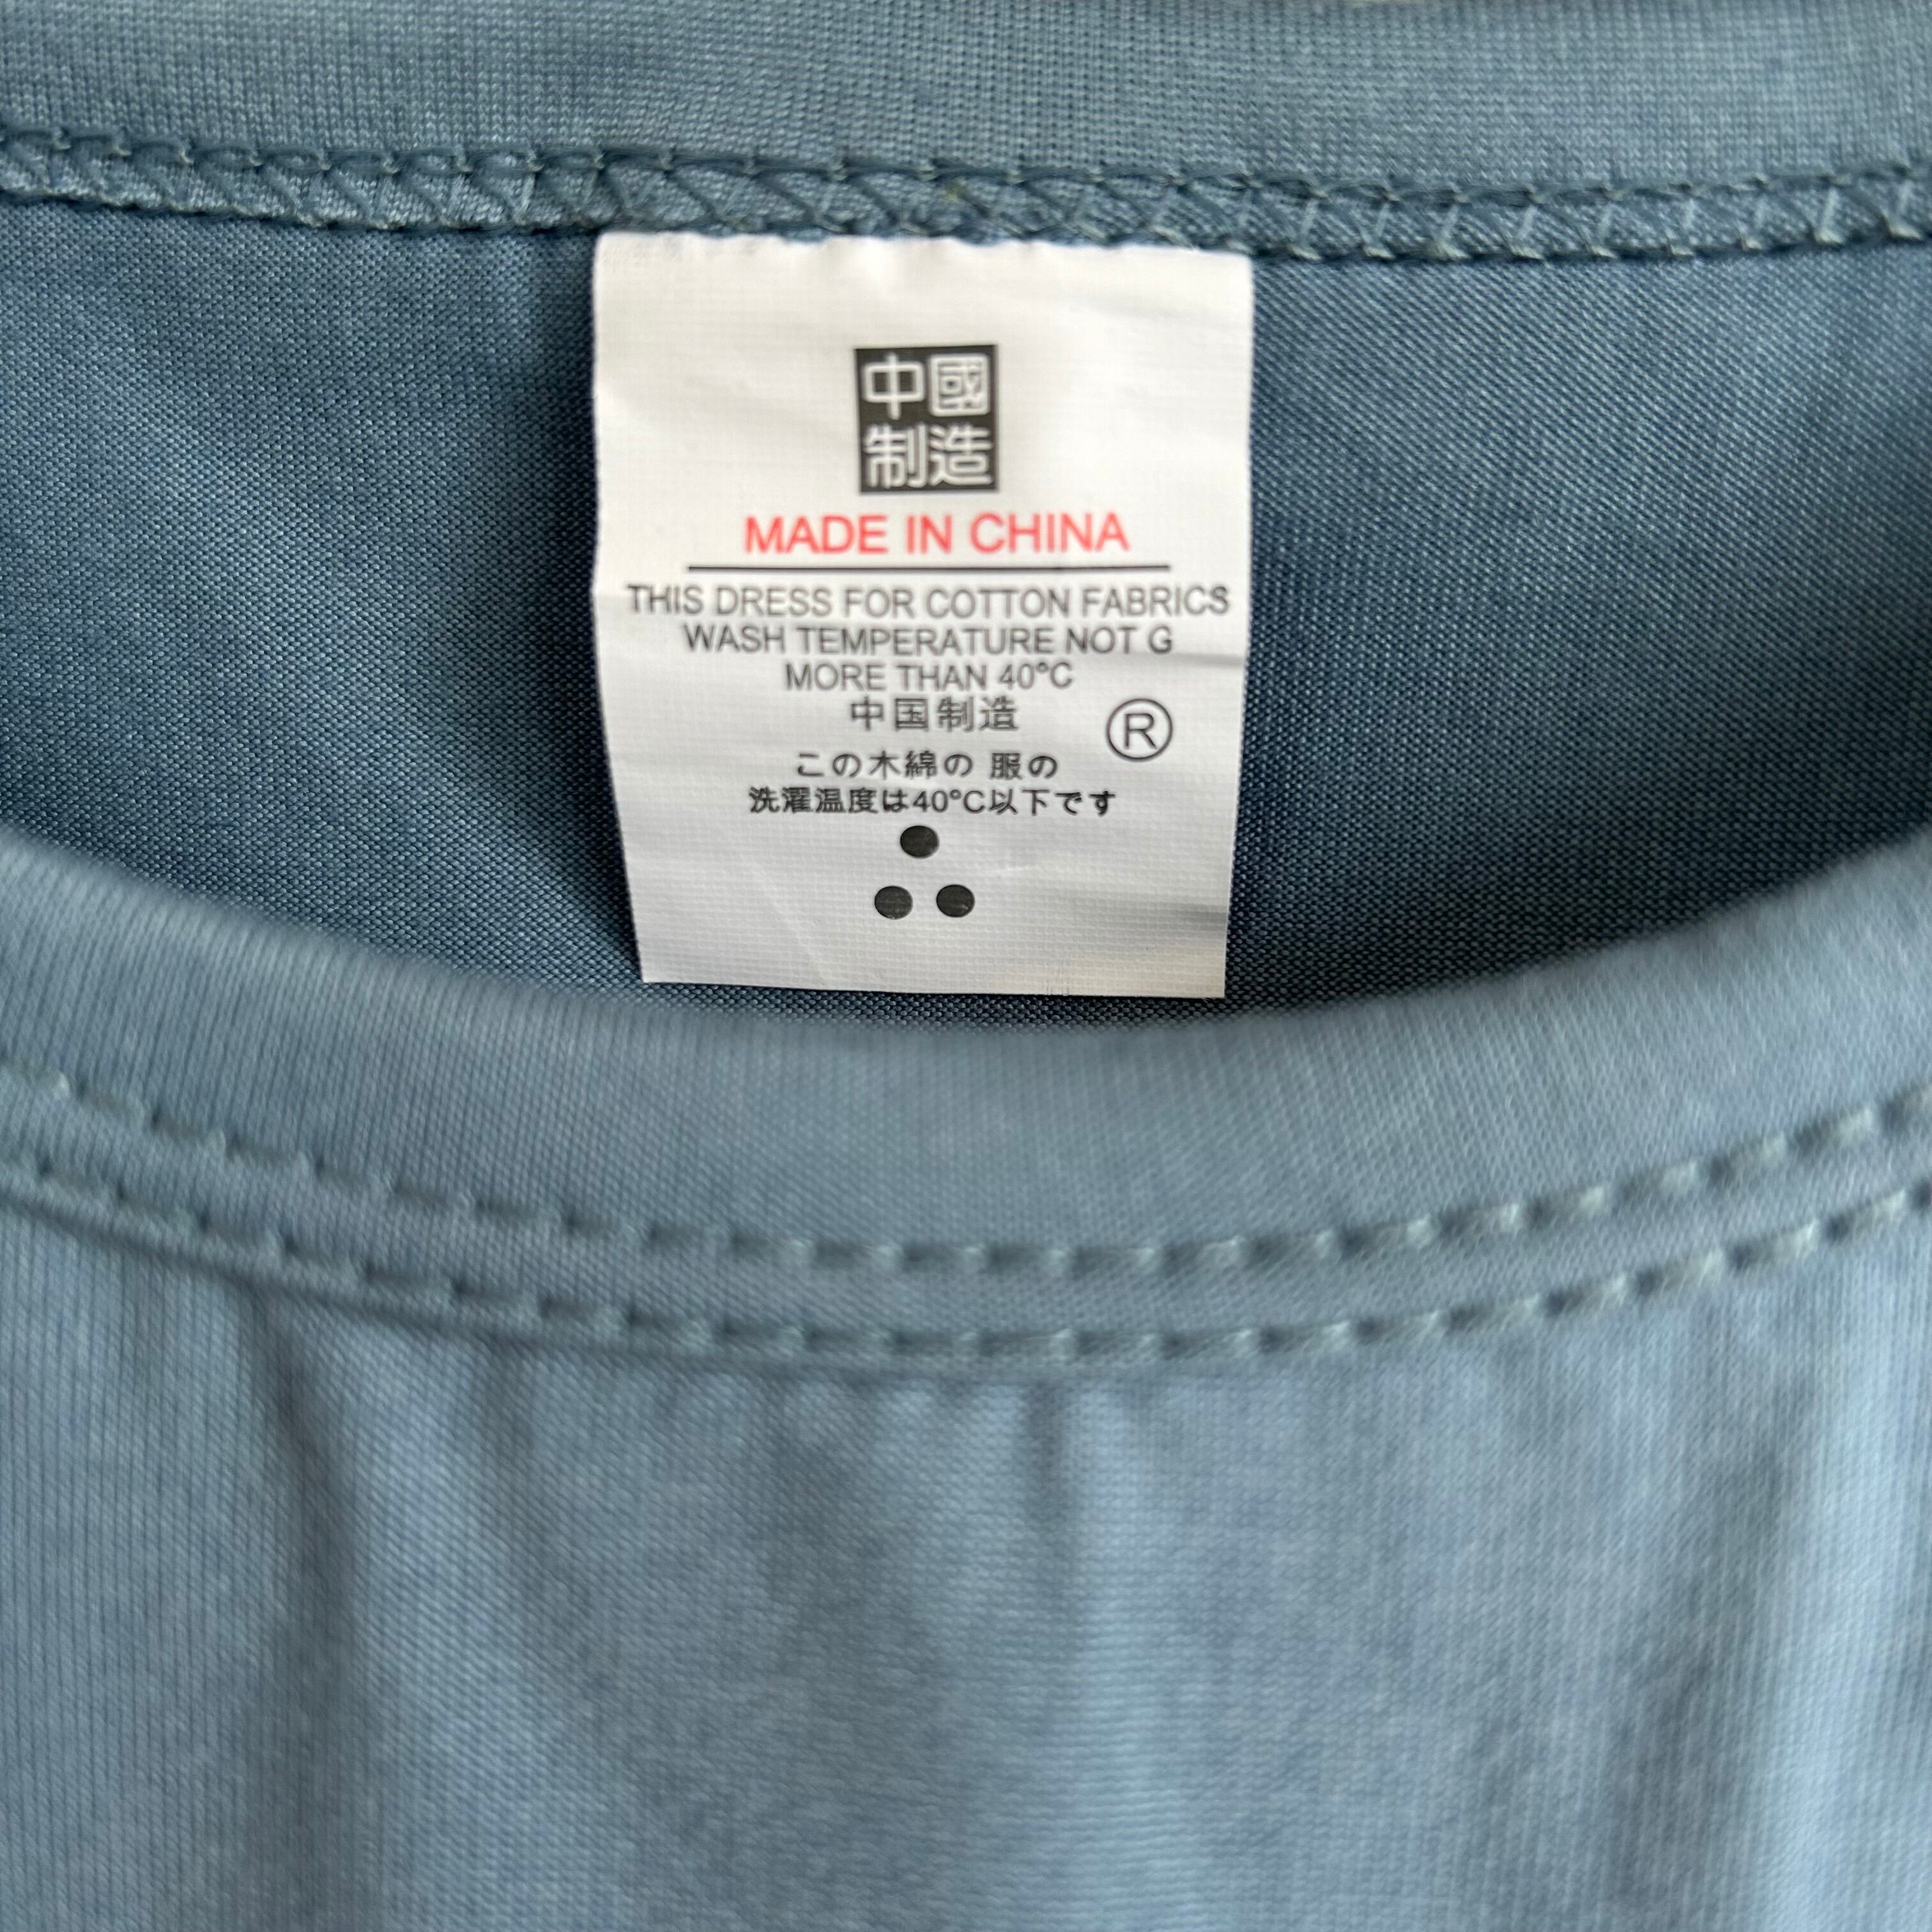 中國
制造
MADE IN CHINA
THIS DRESS FOR COTTON FABRICS
WASH TEMPERATURE NOT G
MORE THAN 40°C
中国制造
®
この木綿の 服の
洗濯温度は40°C以下です